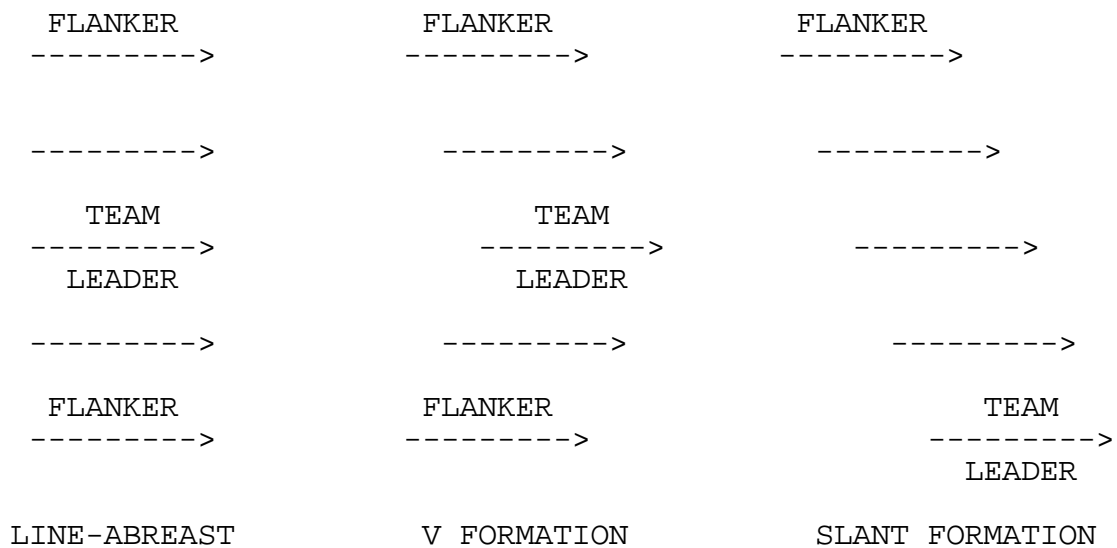 FLANKER FLANKER FLANKER
---------> ---------> --------->
---------> ---------> --------->
TEAM TEAM
---------> ---------> --------->
LEADER LEADER
---------> ---------> --------->
FLANKER FLANKER TEAM
---------> ---------> --------->
LEADER
LINE-ABREAST V FORMATION SLANT FORMATION